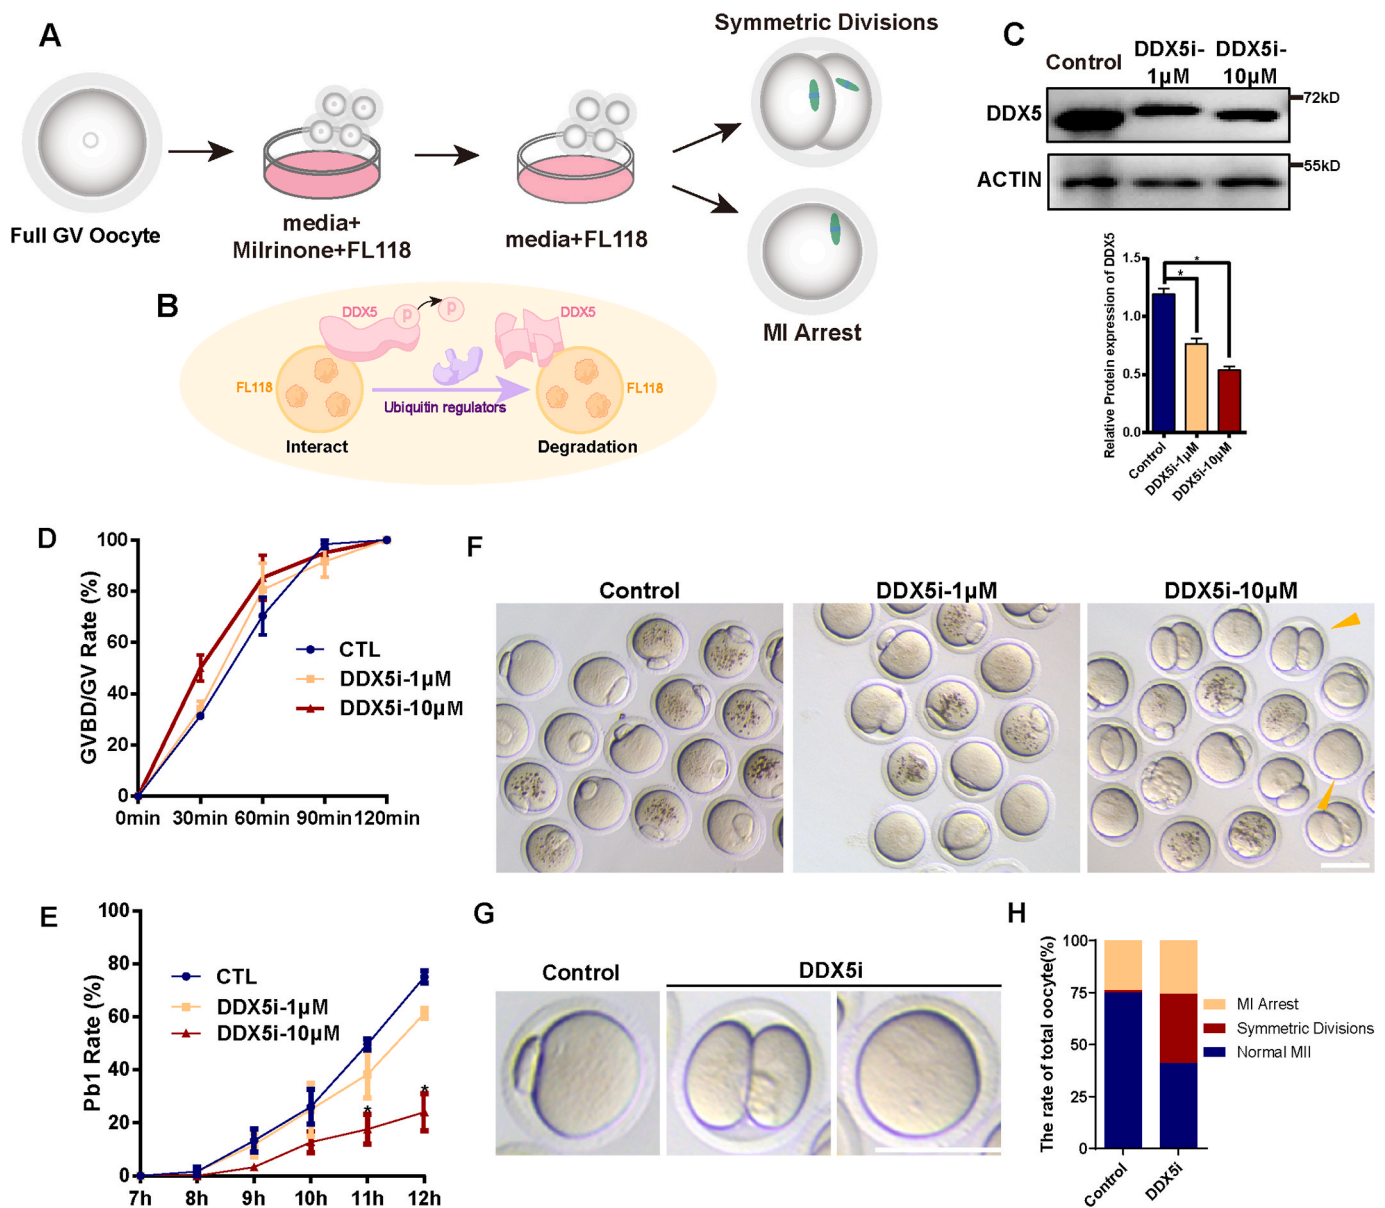 A
Full GV Oocyte
media+
Milrinone+FL118
media+FL118
Symmetric Divisions
MI Arrest
B
DDX5
P
P
DDX5
FL118
FL118
Ubiquitin regulators
Interact
Degradation
C
Control
DDX5i-
1μM
DDX5i-
10μM
DDX5
72kD
ACTIN
55kD
Relative Protein expression of DDX5
1.5
1.0
0.5
0.0
*
*
Control
DDX5i-1μM
DDX5i-10μM
D
GVBD/GV Rate (%)
100
80
60
40
20
0
0min 30min 60min 90min 120min
CTL
DDX5i-1μM
DDX5i-10μM
E
Pb1 Rate (%)
100
80
60
40
20
0
7h 8h 9h 10h 11h 12h
CTL
DDX5i-1μM
DDX5i-10μM
*
*
F
Control
DDX5i-1μM
DDX5i-10μM
G
Control
DDX5i
H
The rate of total oocyte(%)
100
75
50
25
0
Control
DDX5i
MI Arrest
Symmetric Divisions
Normal MII